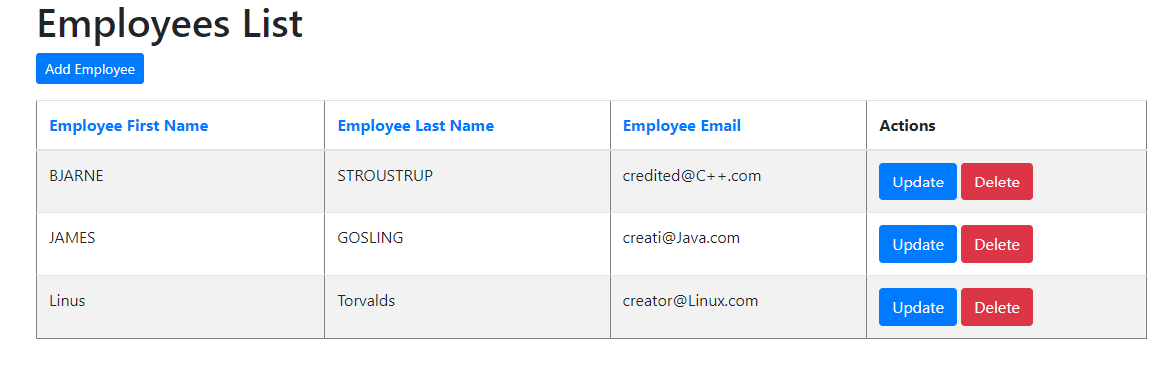 Employees List
Add Employee
Employee First Name Employee Last Name Employee Email Actions
BJARNE STROUSTRUP credited@C++.com Update Delete
JAMES GOSLING creati@Java.com Update Delete
Linus Torvalds creator@Linux.com Update Delete